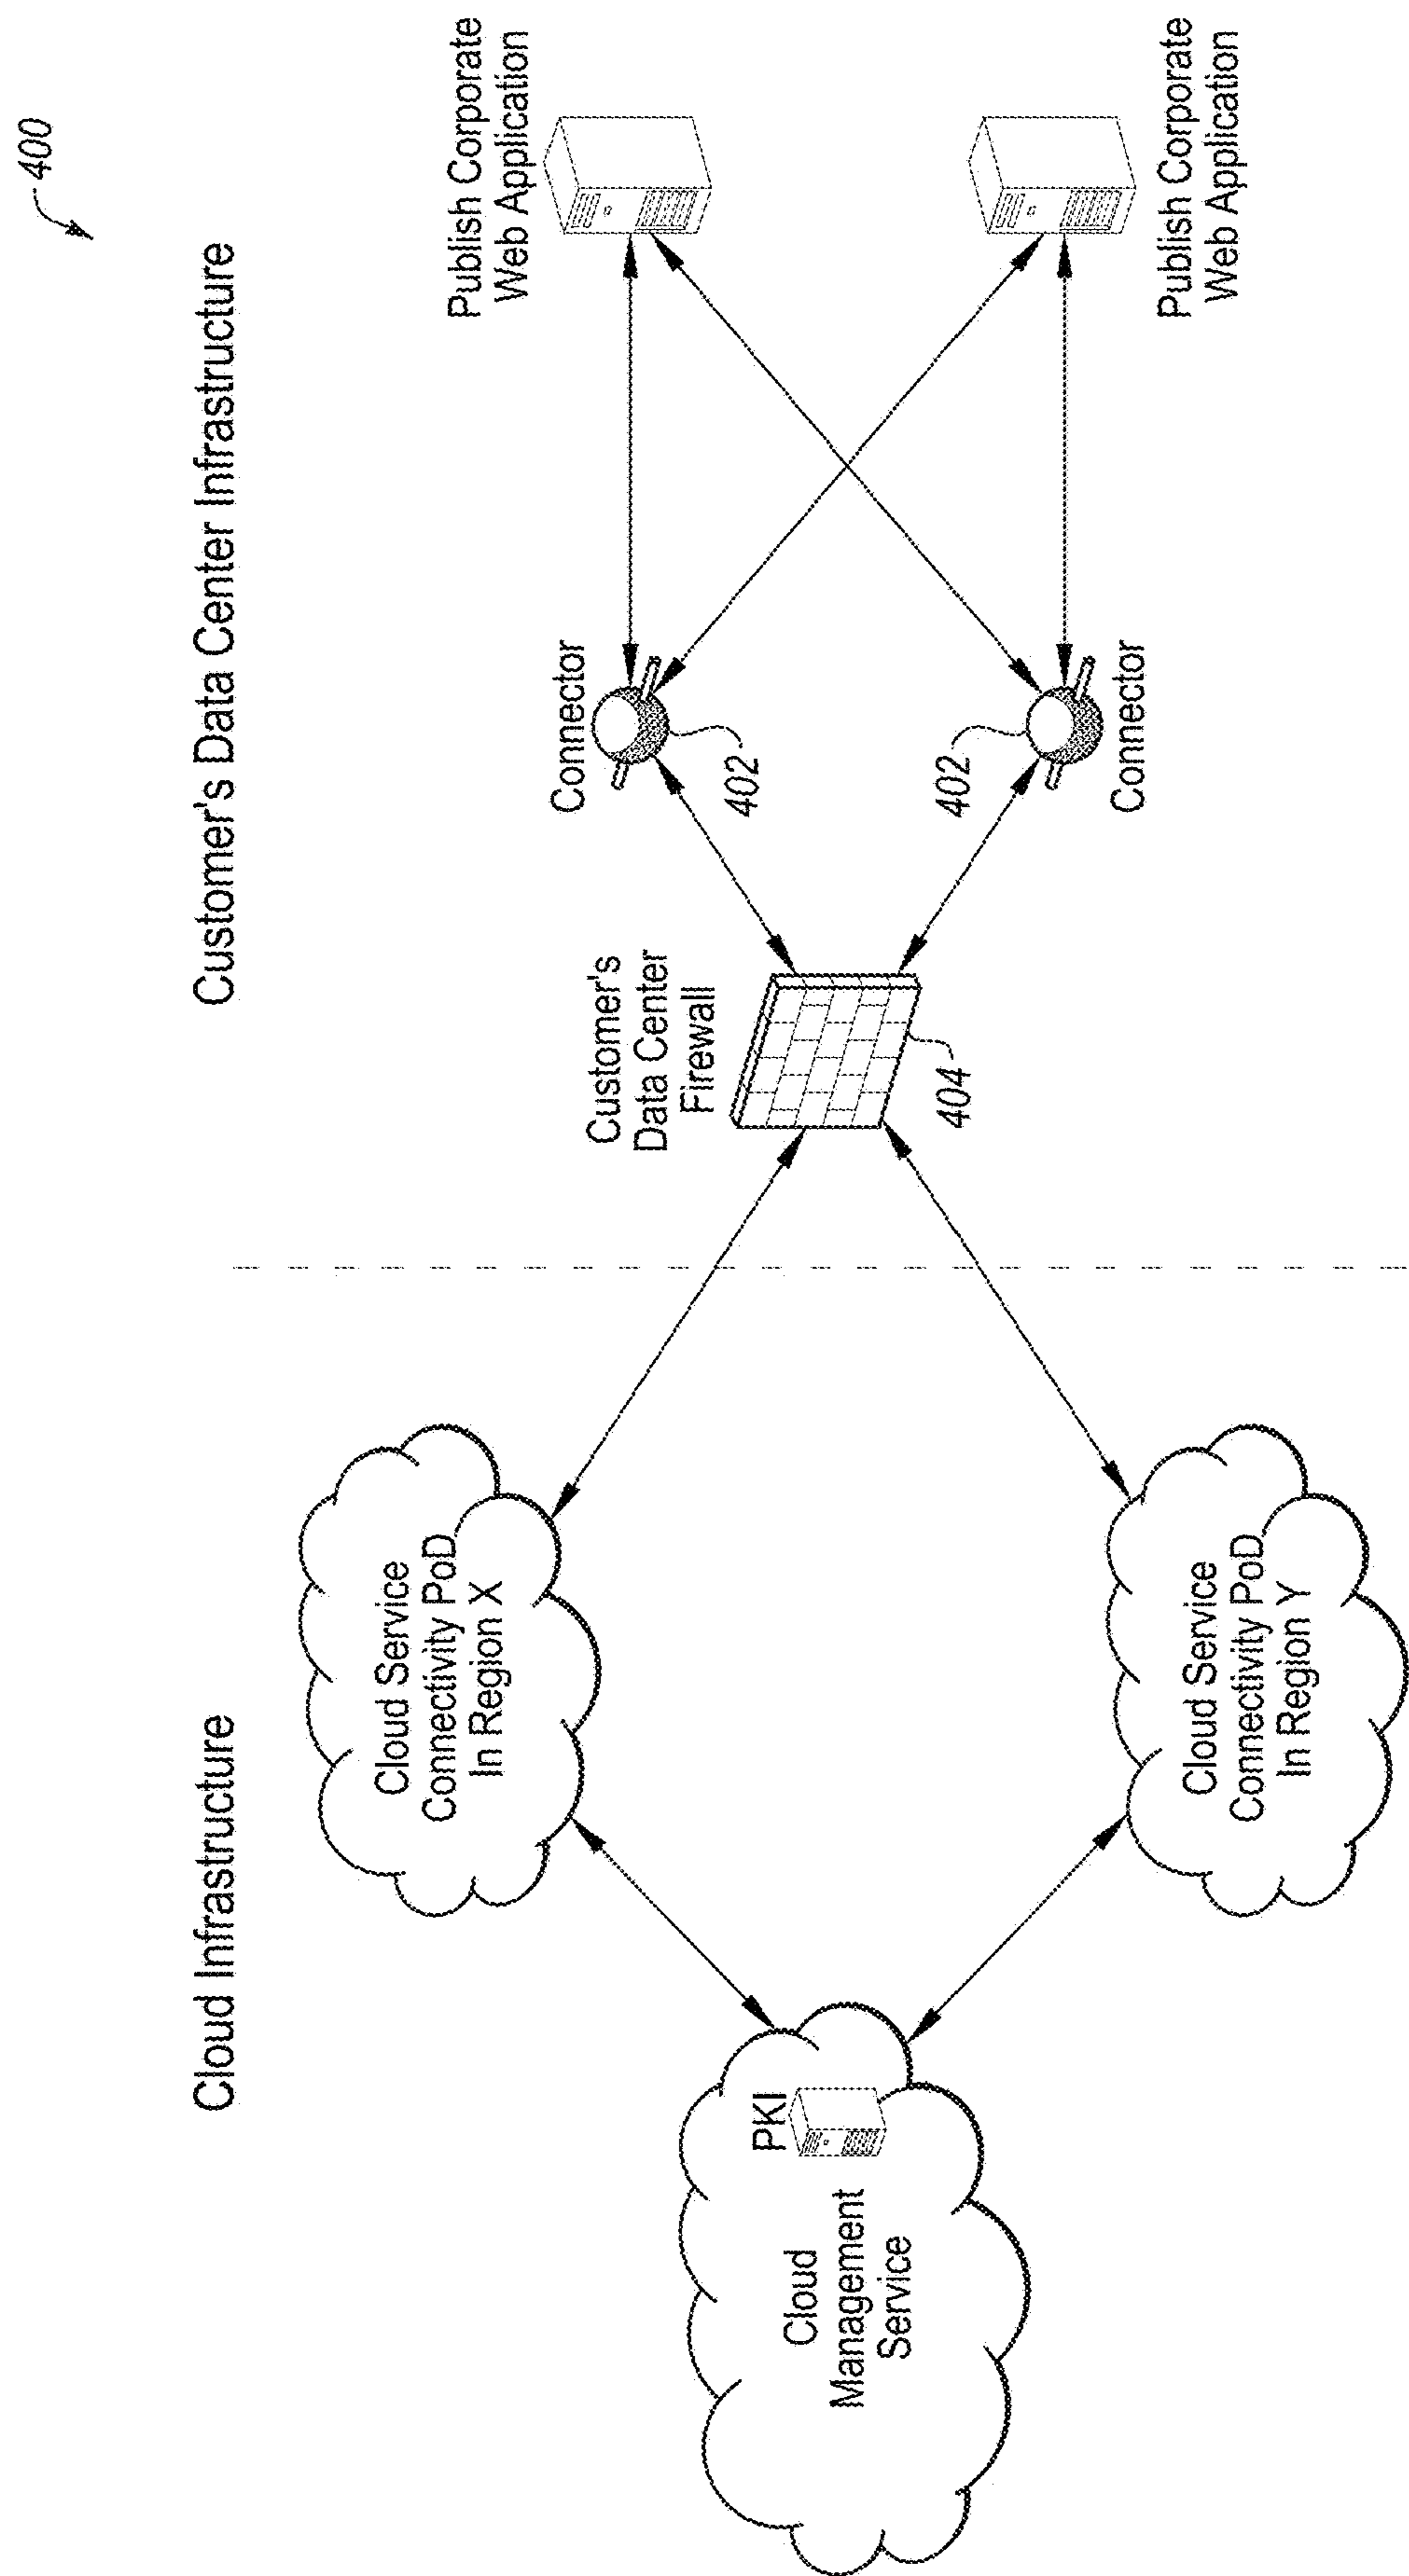 400
Cloud Infrastructure
Customer's Data Center Infrastructure
Cloud Service
Connectivity PoD
In Region X
Customer's
Data Center
Firewall
Connector
402
Publish Corporate
Web Application
PKI
Cloud
Management
Service
404
402
Connector
Publish Corporate
Web Application
Cloud Service
Connectivity PoD
In Region Y